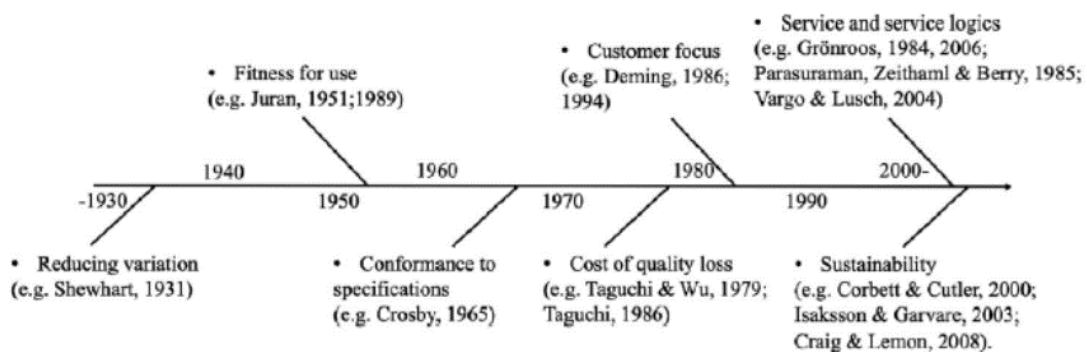 • Service and service logics
(e.g. Grönroos, 1984, 2006;
Parasuraman, Zeithaml & Berry, 1985;
Vargo & Lusch, 2004)
• Customer focus
(e.g. Deming, 1986;
1994)
• Fitness for use
(e.g. Juran, 1951;1989)
1940
1960
1980
2000-
-1930
1950
1970
1990
• Reducing variation
(e.g. Shewhart, 1931)
• Conformance to
specifications
(e.g. Crosby, 1965)
• Cost of quality loss
(e.g. Taguchi & Wu, 1979;
Taguchi, 1986)
• Sustainability
(e.g. Corbett & Cutler, 2000;
Isaksson & Garvare, 2003;
Craig & Lemon, 2008).